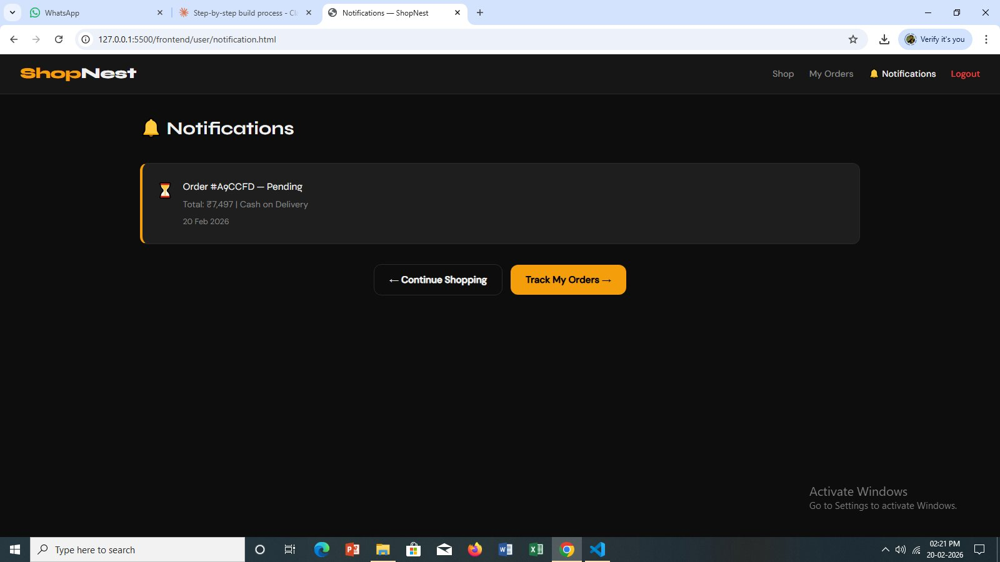 WhatsApp
Step-by-step build process - Cl
Notifications — ShopNest
127.0.0.1:5500/frontend/user/notification.html
Verify it's you
ShopNest
Shop
My Orders
🔔 Notifications
Logout
🔔 Notifications
Order #A9CCFD — Pending
Total: ₹7,497 | Cash on Delivery
20 Feb 2026
← Continue Shopping
Track My Orders →
Activate Windows
Go to Settings to activate Windows.
Type here to search
02:21 PM
20-02-2026